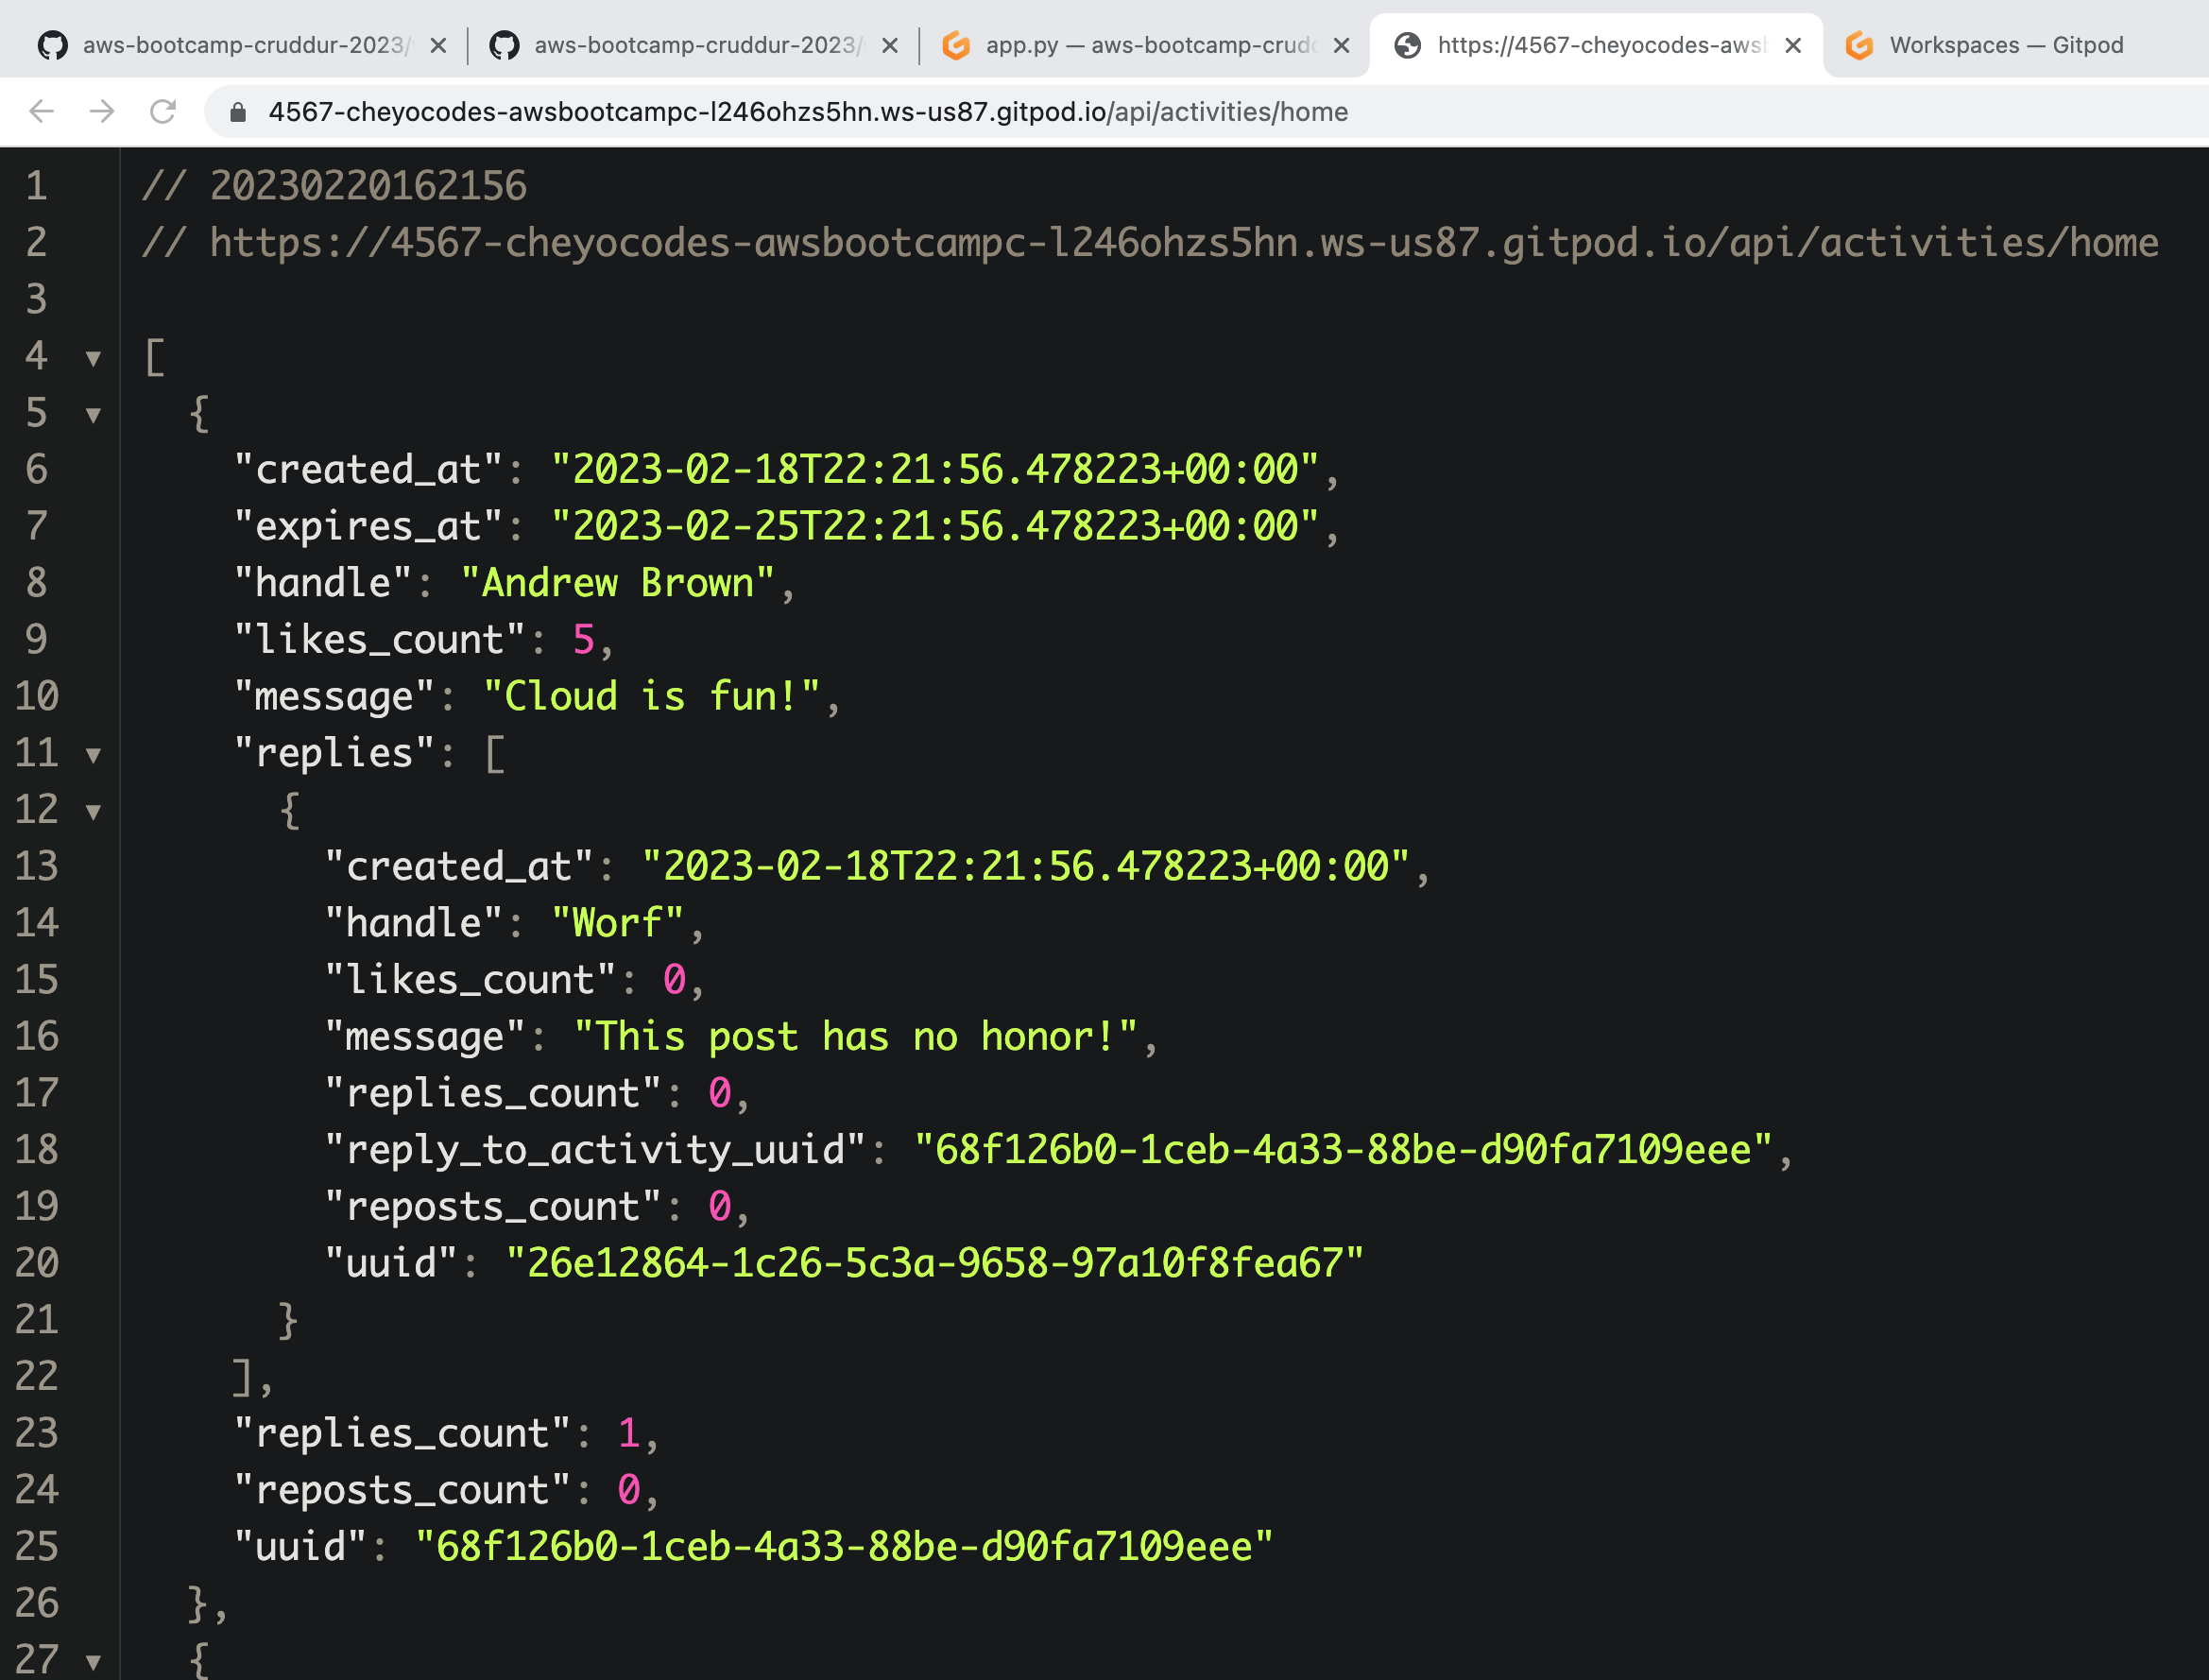 aws-bootcamp-cruddur-2023/
aws-bootcamp-cruddur-2023/
app.py — aws-bootcamp-crudd
https://4567-cheyocodes-awsb
Workspaces — Gitpod
4567-cheyocodes-awsbootcampc-l246ohzs5hn.ws-us87.gitpod.io/api/activities/home
1 // 20230220162156
2 // https://4567-cheyocodes-awsbootcampc-l246ohzs5hn.ws-us87.gitpod.io/api/activities/home
3
4 [
5 {
6 "created_at": "2023-02-18T22:21:56.478223+00:00",
7 "expires_at": "2023-02-25T22:21:56.478223+00:00",
8 "handle": "Andrew Brown",
9 "likes_count": 5,
10 "message": "Cloud is fun!",
11 "replies": [
12 {
13 "created_at": "2023-02-18T22:21:56.478223+00:00",
14 "handle": "Worf",
15 "likes_count": 0,
16 "message": "This post has no honor!",
17 "replies_count": 0,
18 "reply_to_activity_uuid": "68f126b0-1ceb-4a33-88be-d90fa7109eee",
19 "reposts_count": 0,
20 "uuid": "26e12864-1c26-5c3a-9658-97a10f8fea67"
21 }
22 ],
23 "replies_count": 1,
24 "reposts_count": 0,
25 "uuid": "68f126b0-1ceb-4a33-88be-d90fa7109eee"
26 },
27 {